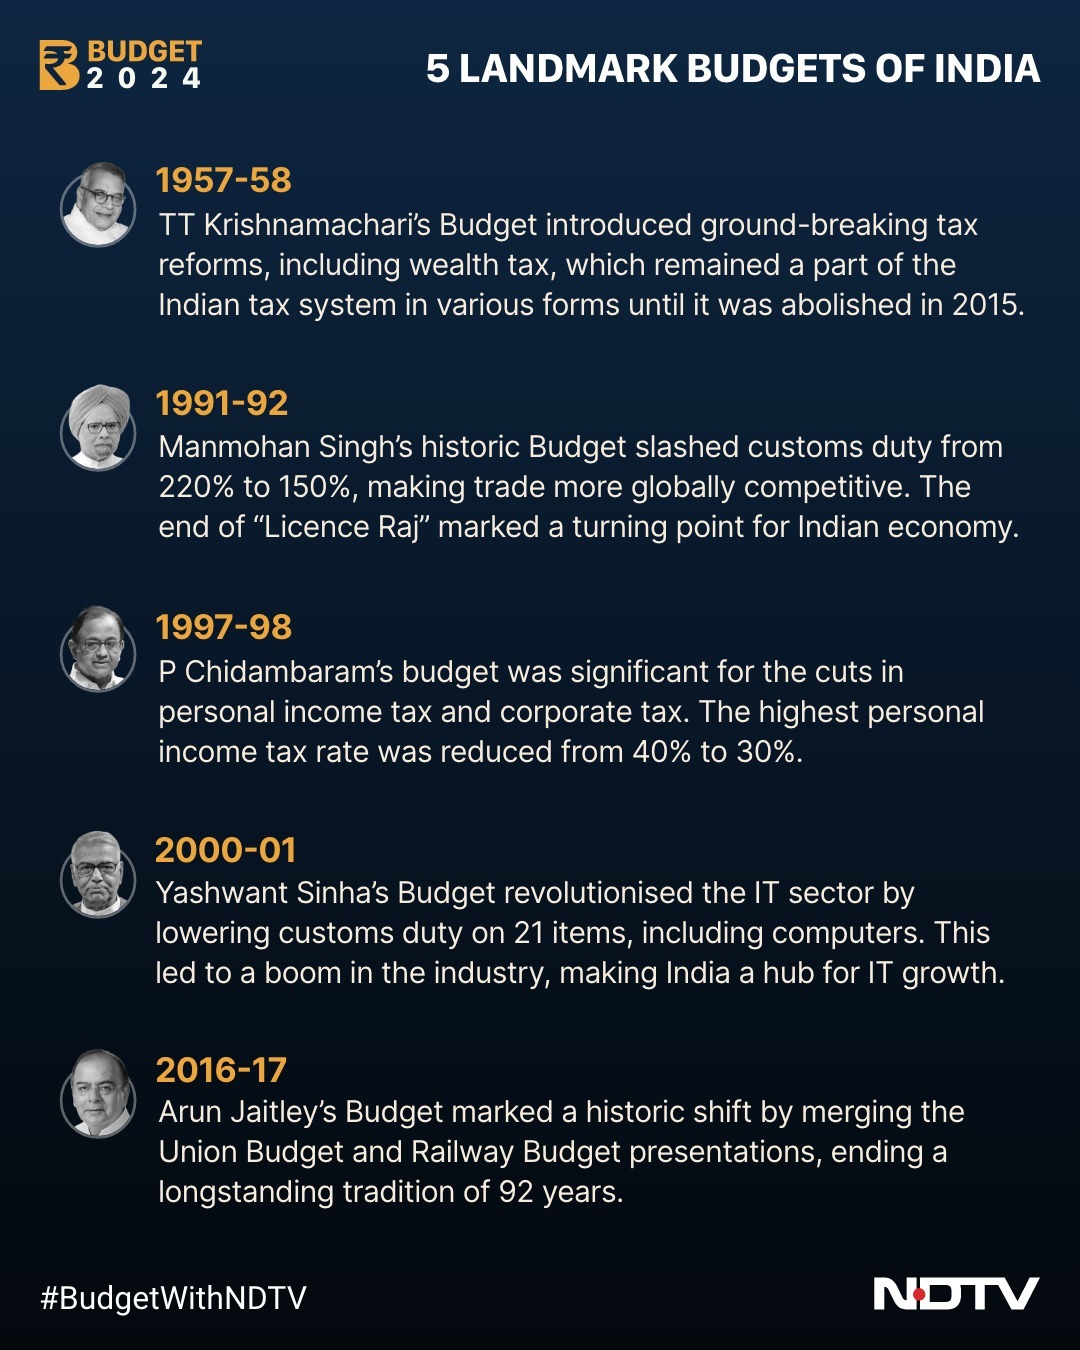 BUDGET
2024
5 LANDMARK BUDGETS OF INDIA
1957-58
TT Krishnamachari’s Budget introduced ground-breaking tax
reforms, including wealth tax, which remained a part of the
Indian tax system in various forms until it was abolished in 2015.
1991-92
Manmohan Singh’s historic Budget slashed customs duty from
220% to 150%, making trade more globally competitive. The
end of “Licence Raj” marked a turning point for Indian economy.
1997-98
P Chidambaram’s budget was significant for the cuts in
personal income tax and corporate tax. The highest personal
income tax rate was reduced from 40% to 30%.
2000-01
Yashwant Sinha’s Budget revolutionised the IT sector by
lowering customs duty on 21 items, including computers. This
led to a boom in the industry, making India a hub for IT growth.
2016-17
Arun Jaitley’s Budget marked a historic shift by merging the
Union Budget and Railway Budget presentations, ending a
longstanding tradition of 92 years.
#BudgetWithNDTV
NDTV